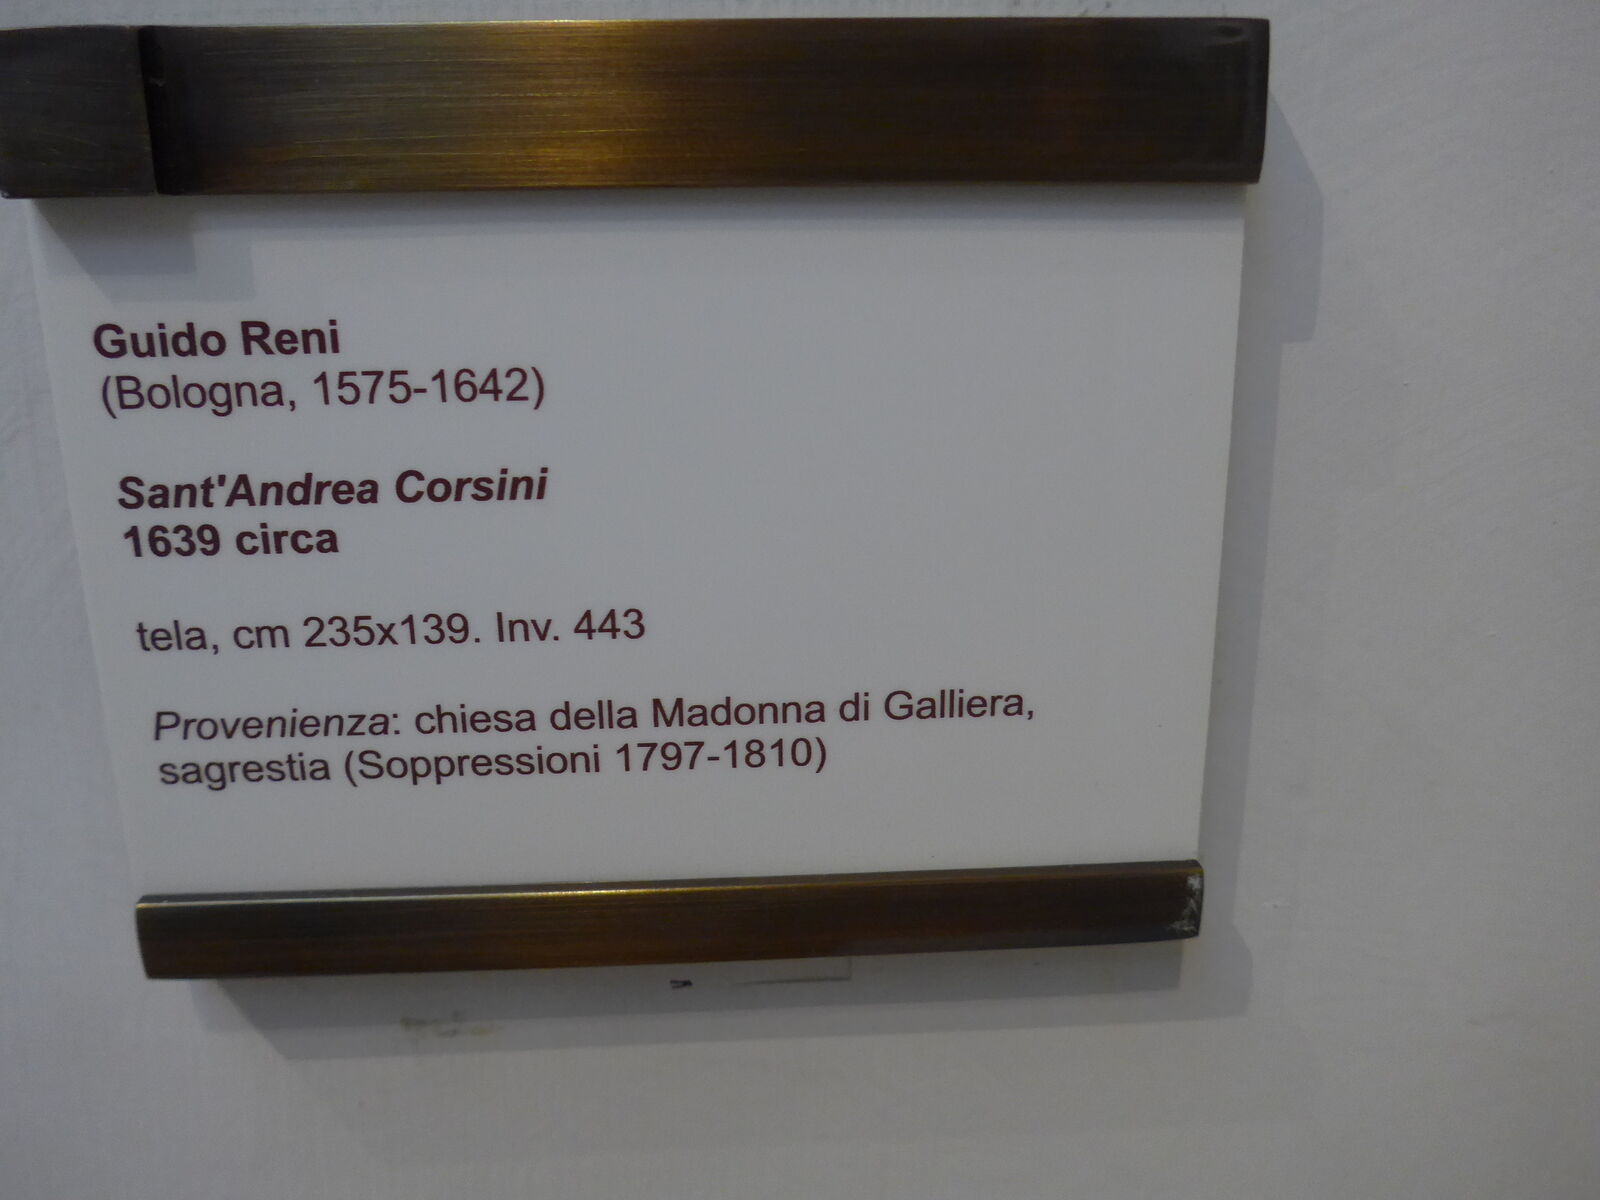 Guido Reni
(Bologna, 1575-1642)
Sant'Andrea Corsini
1639 circa
tela, cm 235x139. Inv. 443
Provenienza: chiesa della Madonna di Galliera,
sagrestia (Soppressioni 1797-1810)